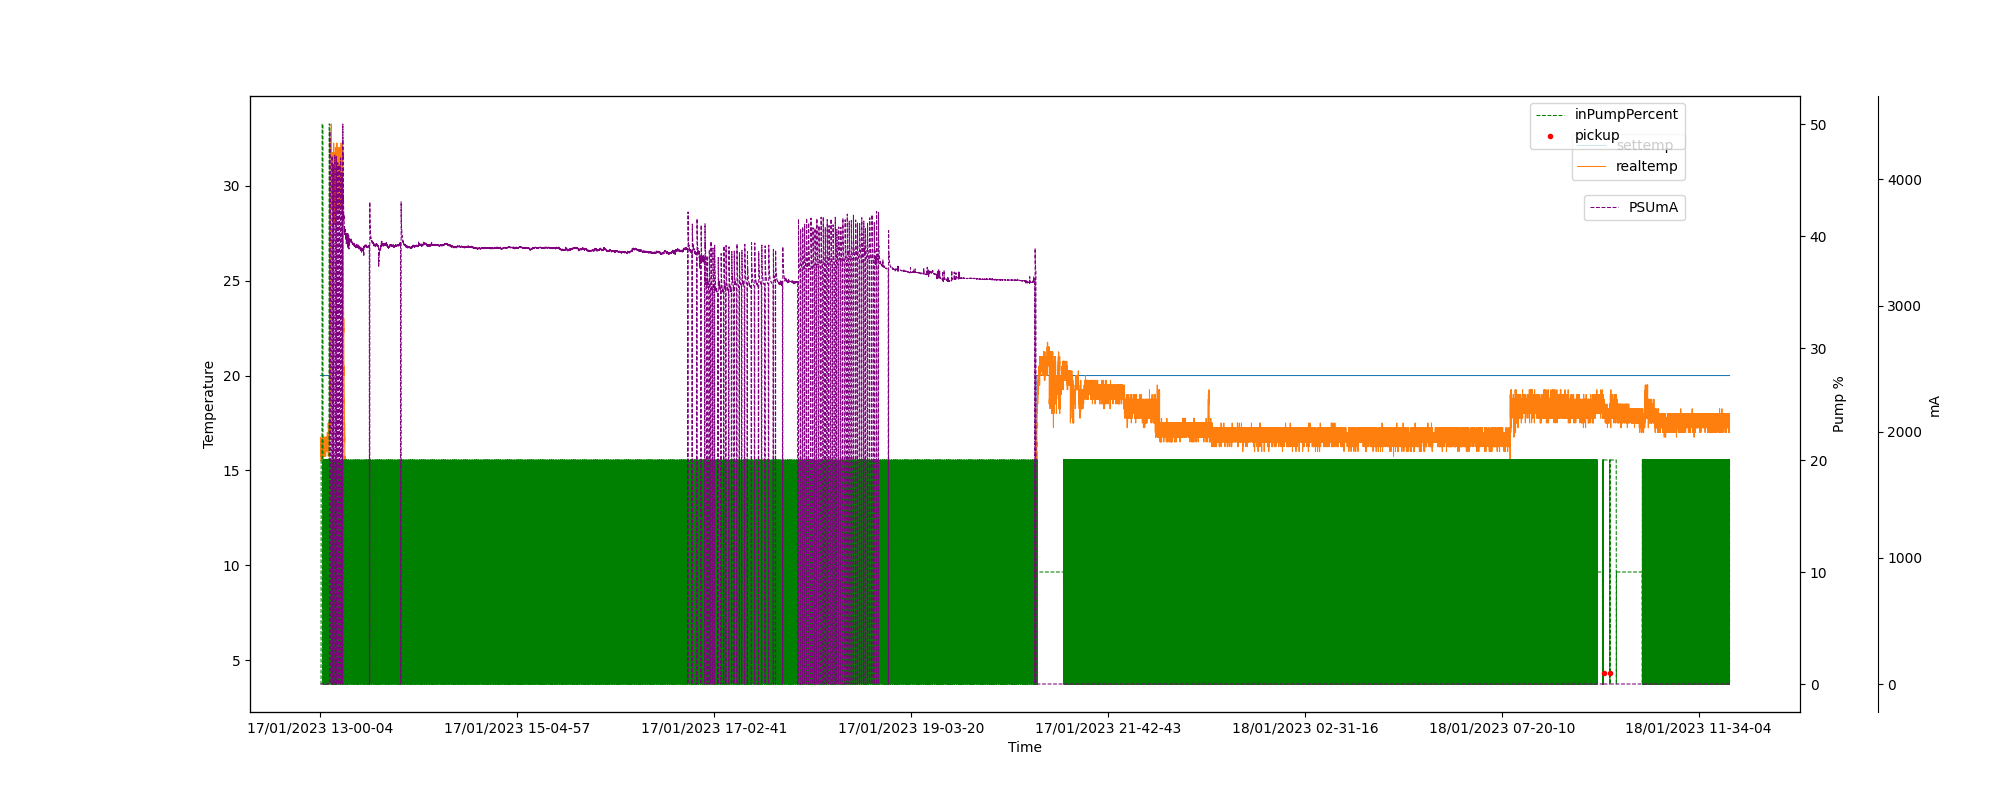 inPumpPercent
pickup
settemp
realtemp
PSUmA
30
25
20
15
10
5
Temperature
50
40
30
20
10
0
Pump %
4000
3000
2000
1000
0
mA
17/01/2023 13-00-04
17/01/2023 15-04-57
17/01/2023 17-02-41
17/01/2023 19-03-20
17/01/2023 21-42-43
18/01/2023 02-31-16
18/01/2023 07-20-10
18/01/2023 11-34-04
Time